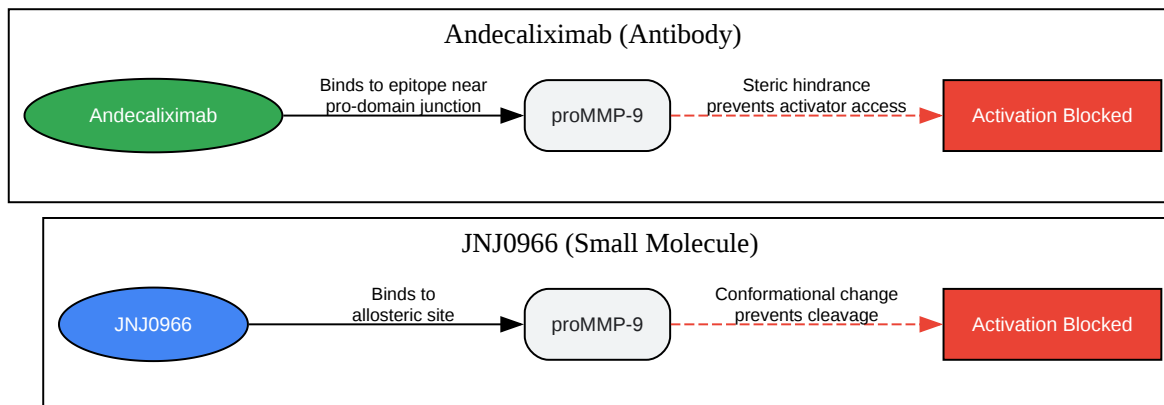 Andecaliximab (Antibody)
Andecaliximab
Binds to epitope near
pro-domain junction
proMMP-9
Steric hindrance
prevents activator access
Activation Blocked
JNJ0966 (Small Molecule)
JNJ0966
Binds to
allosteric site
proMMP-9
Conformational change
prevents cleavage
Activation Blocked